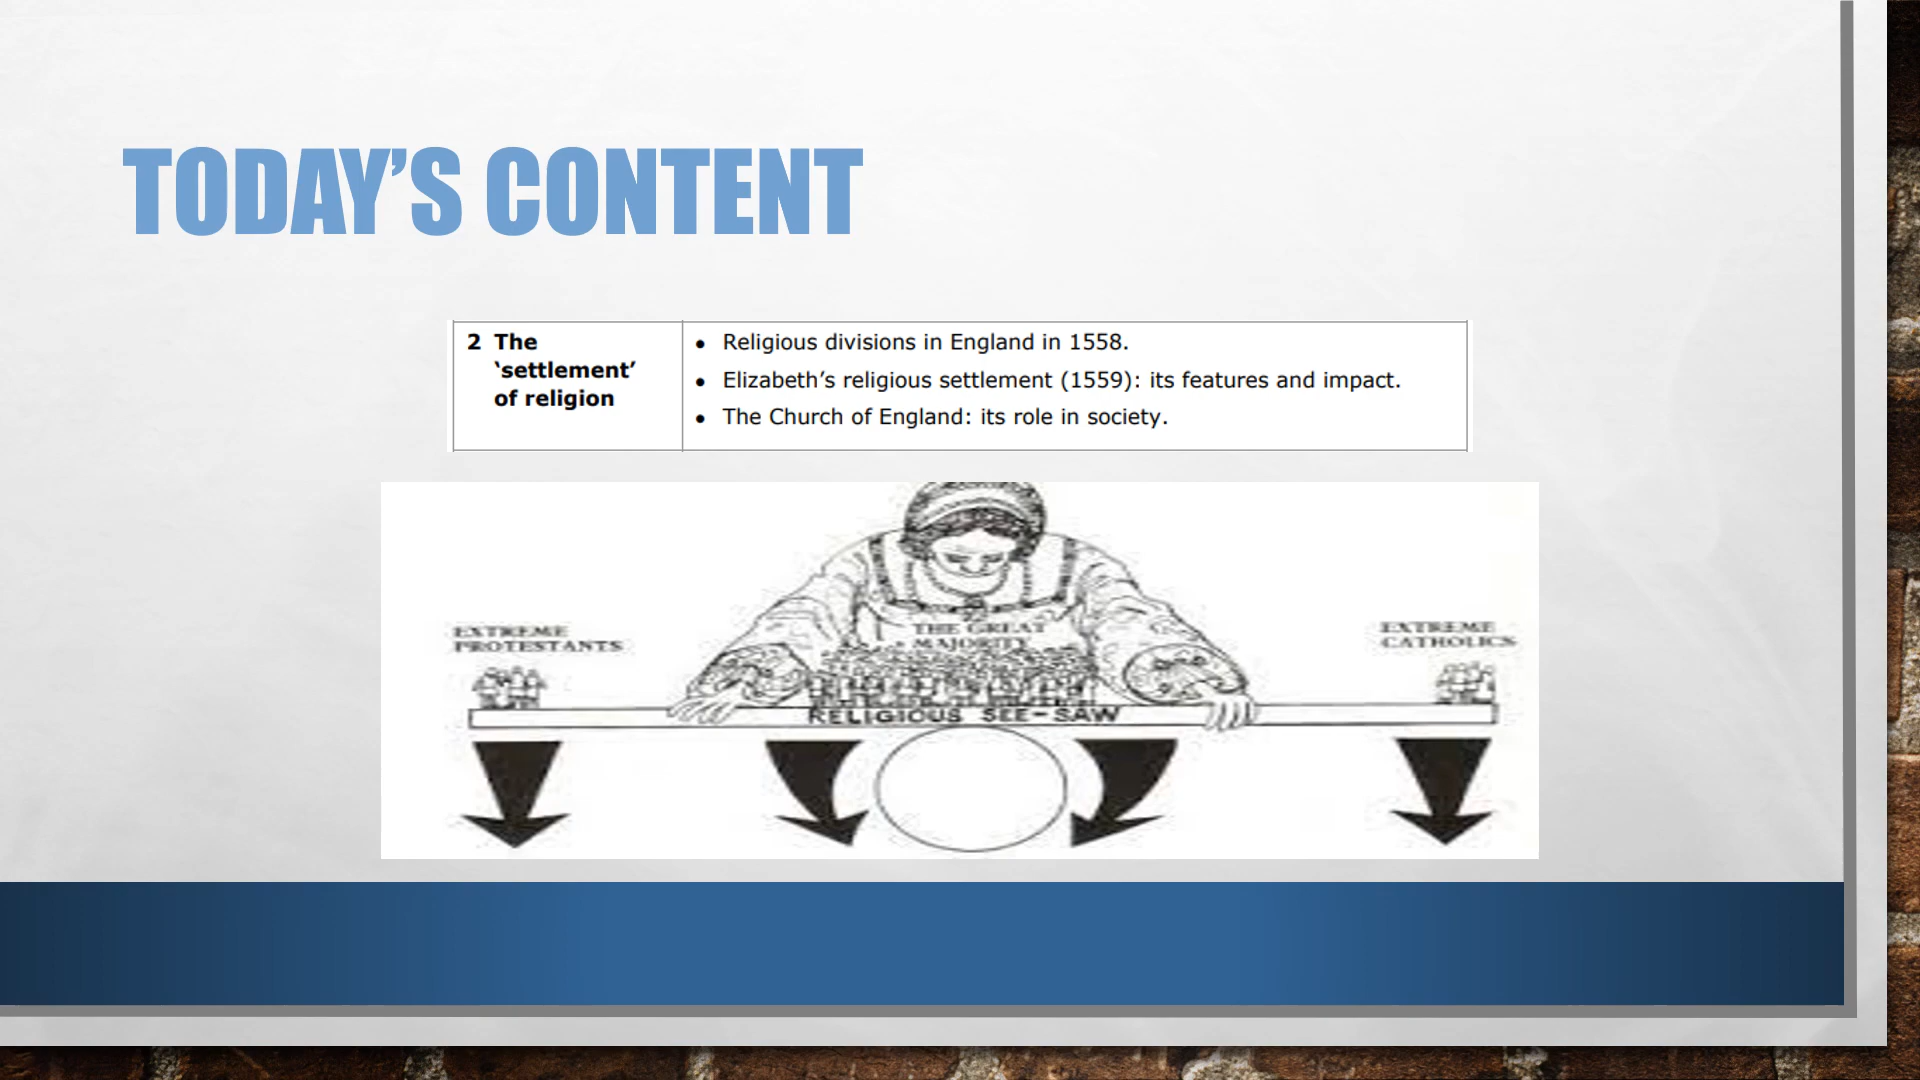 TODAY’S CONTENT
2 The
‘settlement’
of religion
• Religious divisions in England in 1558.
• Elizabeth’s religious settlement (1559): its features and impact.
• The Church of England: its role in society.
THE GREAT
MAJORITY
EXTREME
PROTESTANTS
EXTREME
CATHOLICS
RELIGIOUS SEE-SAW